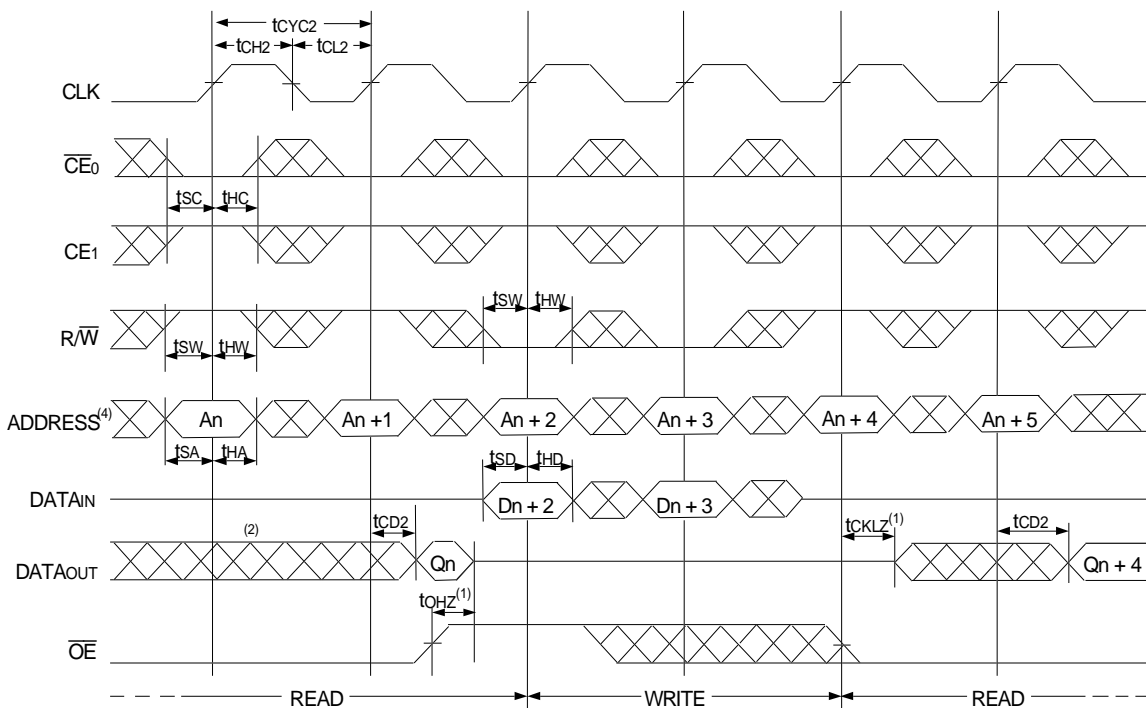 tCYC2
tCH2 tCL2
CLK
CE0
tSC tHC
CE1
tSW tHW
R/W
tSW tHW
ADDRESS(4) An An + 1 An + 2 An + 3 An + 4 An + 5
tSA tHA
tSD tHD
DATAIN Dn + 2 Dn + 3
tCD2 tCKLZ(1) tCD2
(2)
DATAOUT Qn Qn + 4
tOHZ(1)
OE
READ WRITE READ